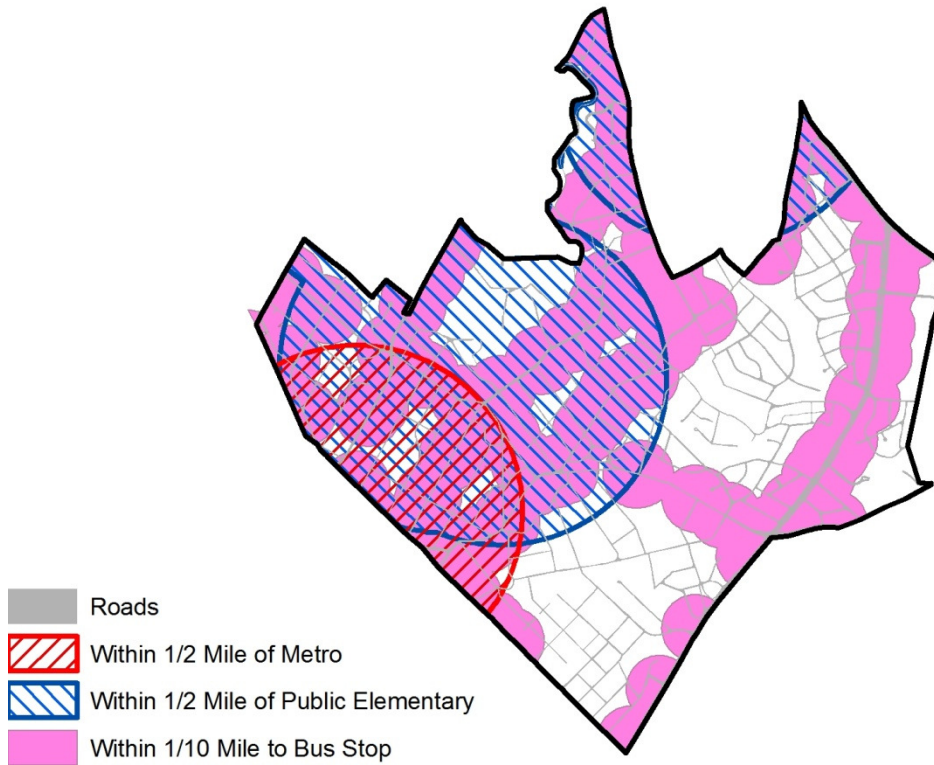 Roads
Within 1/2 Mile of Metro
Within 1/2 Mile of Public Elementary
Within 1/10 Mile to Bus Stop